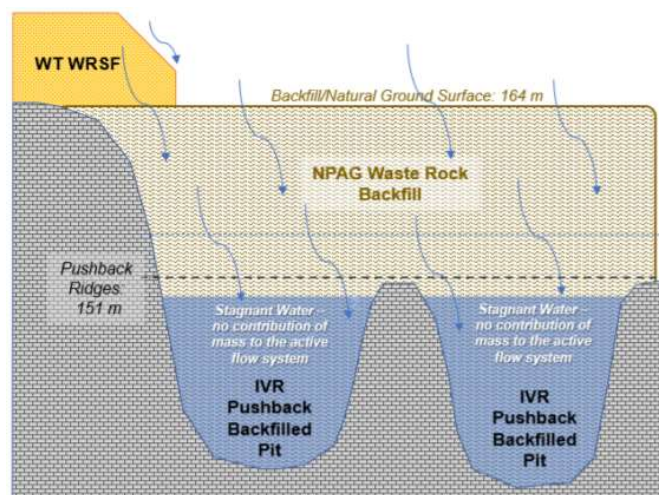 WT WRSF
Backfill/Natural Ground Surface: 164 m
NPAG Waste Rock
Backfill
Pushback
Ridges:
151 m
Stagnant Water –
no contribution of
mass to the active
flow system
Stagnant Water –
no contribution of
mass to the active
flow system
IVR
Pushback
Backfilled
Pit
IVR
Pushback
Backfilled
Pit